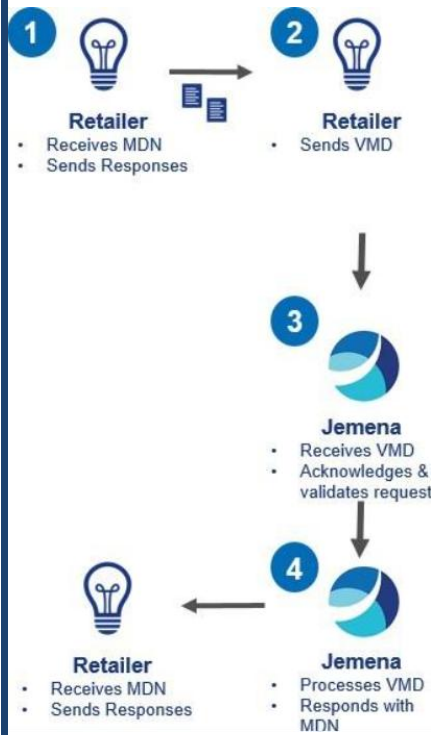 1
Retailer
• Receives MDN
• Sends Responses
2
Retailer
• Sends VMD
3
Jemena
• Receives VMD
• Acknowledges &
validates request
4
Jemena
• Processes VMD
• Responds with
MDN
Retailer
• Receives MDN
• Sends Responses